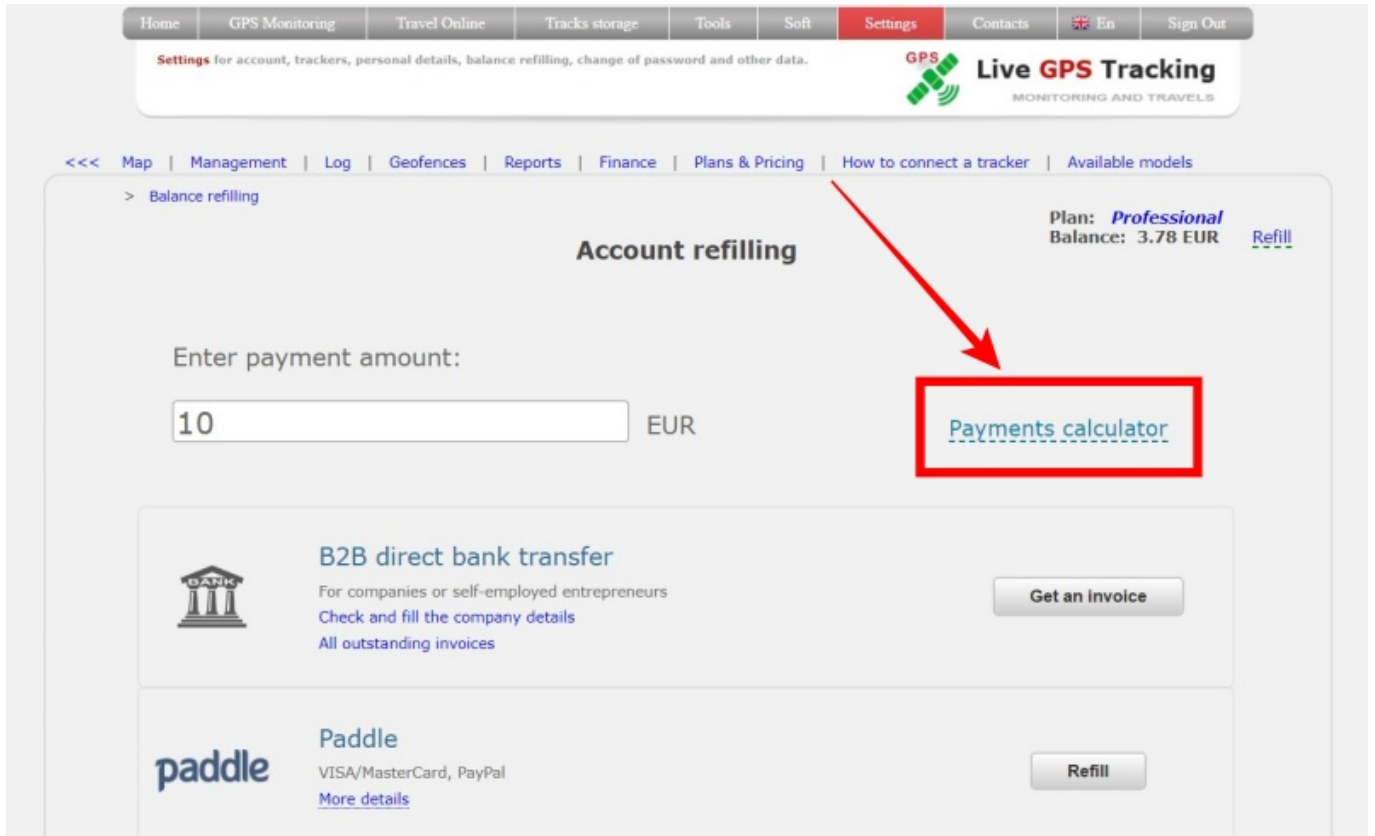 Home GPS Monitoring Travel Online Tracks storage Tools Soft Settings Contacts En Sign Out
Settings for account, trackers, personal details, balance refilling, change of password and other data.
GPS
Live GPS Tracking
MONITORING AND TRAVELS
<<< Map | Management | Log | Geofences | Reports | Finance | Plans & Pricing | How to connect a tracker | Available models
> Balance refilling
Plan: Professional
Balance: 3.78 EUR Refill
Account refilling
Enter payment amount:
10 EUR
Payments calculator
BANK
B2B direct bank transfer
For companies or self-employed entrepreneurs
Check and fill the company details
All outstanding invoices
Get an invoice
paddle
Paddle
VISA/MasterCard, PayPal
More details
Refill